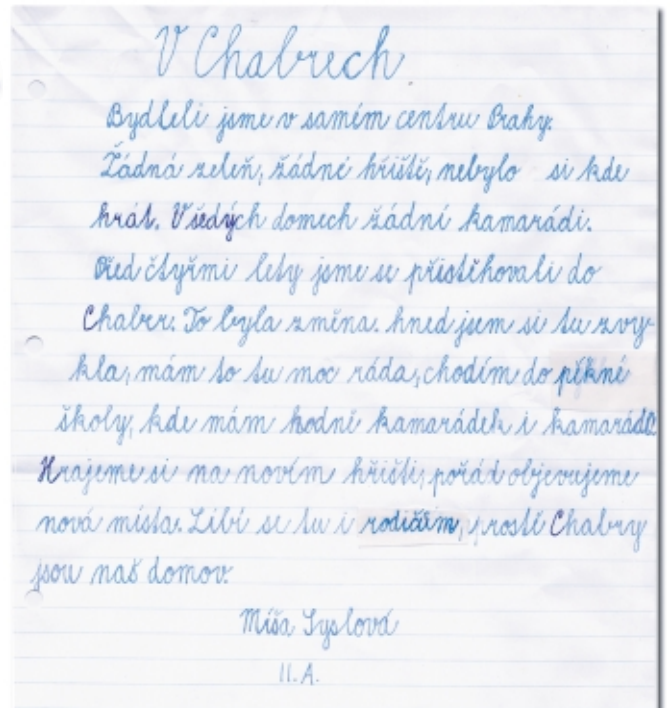 V Chabrech
Bydleli jsme v samém centru Prahy.
Žádná zeleň, žádné hřiště, nebylo si kde
hrát. V šedých domech žádní kamarádi.
Před čtyřmi lety jsme se přistěhovali do
Chaber. To byla změna. hned jsem si tu zvy-
kla, mám to tu moc ráda, chodím do pěkné
školy, kde mám hodně kamarádek i kamarádů.
Hrajeme si na novím hřišti, pořád objevujeme
nová místa. Líbí se tu i rodičům, prostě Chabry
jsou naš domov.
Míša Syslová
II. A.